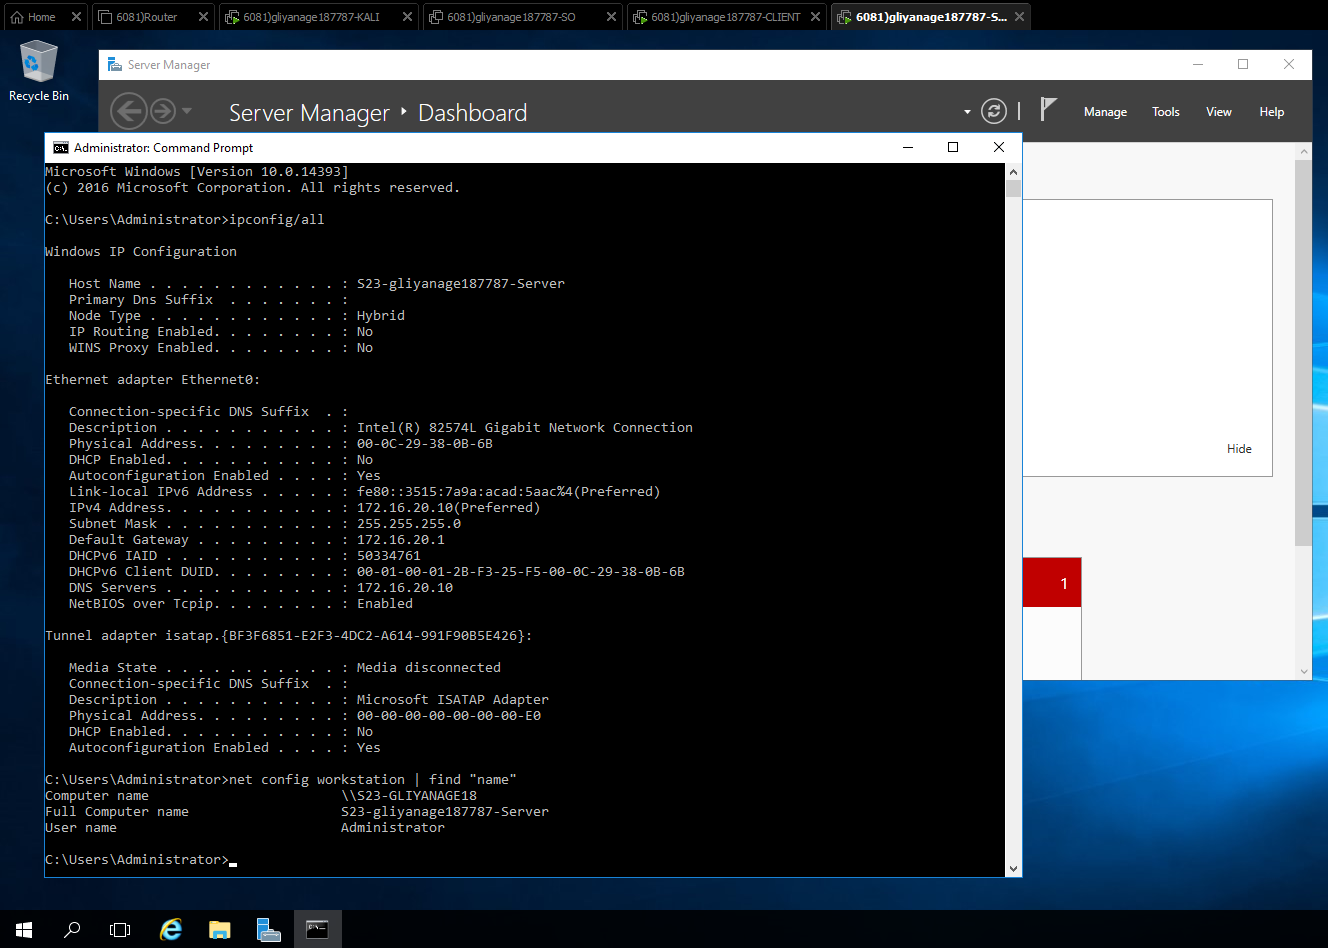 Home
6081)Router
6081)gliyanage187787-KALI
6081)gliyanage187787-SO
6081)gliyanage187787-CLIENT
6081)gliyanage187787-S...
Recycle Bin
Server Manager
Server Manager ‣ Dashboard
Manage
Tools
View
Help
Administrator: Command Prompt
Microsoft Windows [Version 10.0.14393]
(c) 2016 Microsoft Corporation. All rights reserved.
C:\Users\Administrator>ipconfig/all
Windows IP Configuration
Host Name . . . . . . . . . . . . : S23-gliyanage187787-Server
Primary Dns Suffix  . . . . . . . :
Node Type . . . . . . . . . . . . : Hybrid
IP Routing Enabled. . . . . . . . : No
WINS Proxy Enabled. . . . . . . . : No
Ethernet adapter Ethernet0:
Connection-specific DNS Suffix  . :
Description . . . . . . . . . . . : Intel(R) 82574L Gigabit Network Connection
Physical Address. . . . . . . . . : 00-0C-29-38-0B-6B
DHCP Enabled. . . . . . . . . . . : No
Autoconfiguration Enabled . . . . : Yes
Link-local IPv6 Address . . . . . : fe80::3515:7a9a:acad:5aac%4(Preferred)
IPv4 Address. . . . . . . . . . . : 172.16.20.10(Preferred)
Subnet Mask . . . . . . . . . . . : 255.255.255.0
Default Gateway . . . . . . . . . : 172.16.20.1
DHCPv6 IAID . . . . . . . . . . . : 50334761
DHCPv6 Client DUID. . . . . . . . : 00-01-00-01-2B-F3-25-F5-00-0C-29-38-0B-6B
DNS Servers . . . . . . . . . . . : 172.16.20.10
NetBIOS over Tcpip. . . . . . . . : Enabled
Tunnel adapter isatap.{BF3F6851-E2F3-4DC2-A614-991F90B5E426}:
Media State . . . . . . . . . . . : Media disconnected
Connection-specific DNS Suffix  . :
Description . . . . . . . . . . . : Microsoft ISATAP Adapter
Physical Address. . . . . . . . . : 00-00-00-00-00-00-00-E0
DHCP Enabled. . . . . . . . . . . : No
Autoconfiguration Enabled . . . . : Yes
C:\Users\Administrator>net config workstation | find "name"
Computer name                        \\S23-GLIYANAGE18
Full Computer name                   S23-gliyanage187787-Server
User name                            Administrator
C:\Users\Administrator>
Hide
1